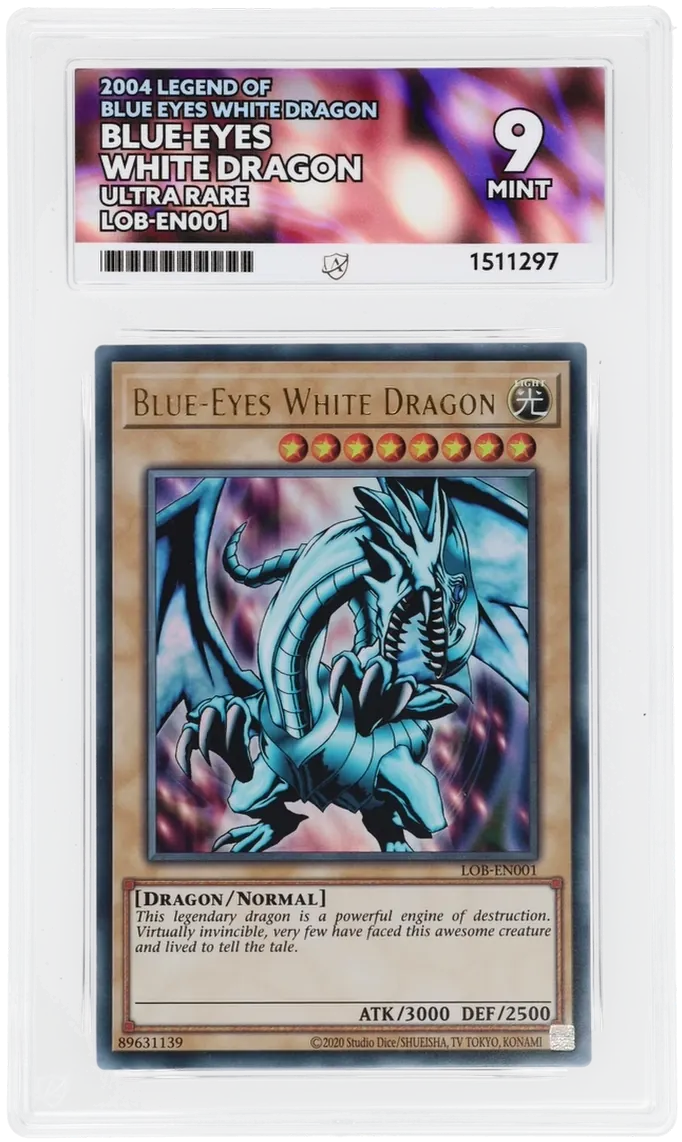 2004 LEGEND OF
BLUE EYES WHITE DRAGON
BLUE-EYES
WHITE DRAGON
ULTRA RARE
LOB-EN001
9
MINT
1511297
BLUE-EYES WHITE DRAGON
LIGHT
光
LOB-EN001
[DRAGON/NORMAL]
This legendary dragon is a powerful engine of destruction.
Virtually invincible, very few have faced this awesome creature
and lived to tell the tale.
ATK/3000 DEF/2500
89631139
©2020 Studio Dice/SHUEISHA, TV TOKYO, KONAMI